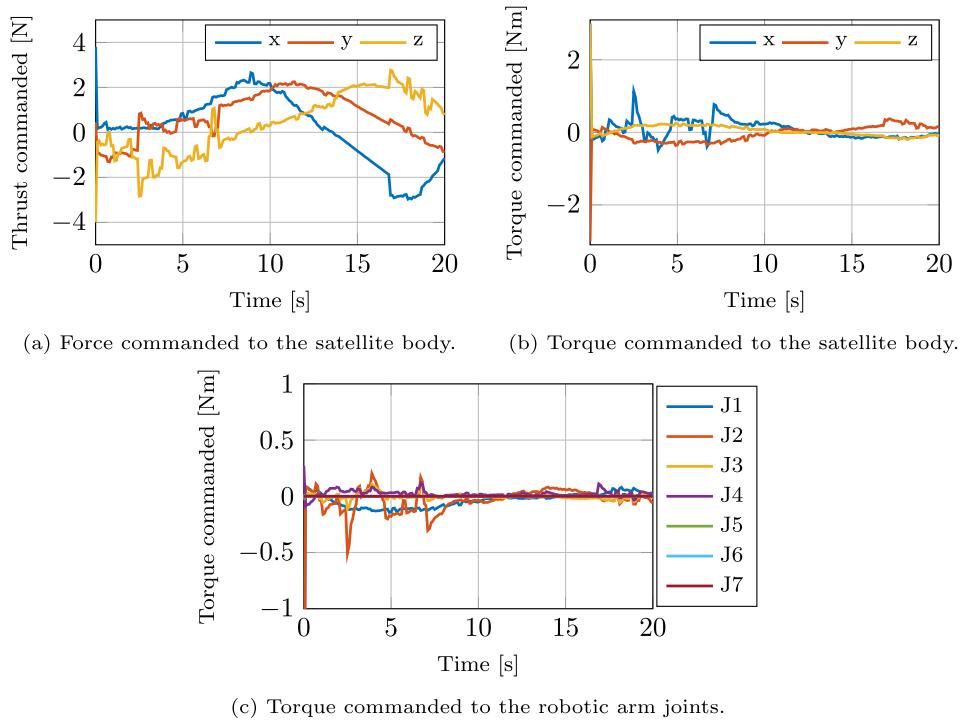 Thrust commanded [N]
4
2
0
−2
−4
x y z
0 5 10 15 20
Time [s]
(a) Force commanded to the satellite body.
Torque commanded [Nm]
2
0
−2
x y z
0 5 10 15 20
Time [s]
(b) Torque commanded to the satellite body.
Torque commanded [Nm]
1
0.5
0
−0.5
−1
0 5 10 15 20
Time [s]
J1
J2
J3
J4
J5
J6
J7
(c) Torque commanded to the robotic arm joints.